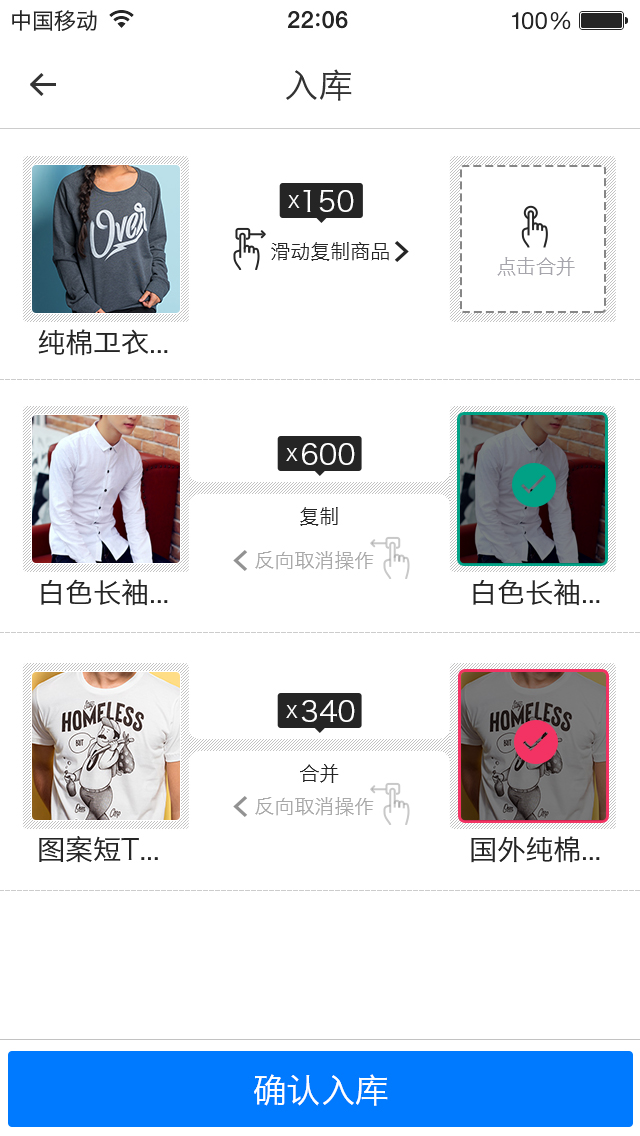 中国移动 22:06 100%
入库
Over
x150
滑动复制商品
点击合并
纯棉卫衣...
x600
复制
反向取消操作
白色长袖... 白色长袖...
HOMELESS HOMELESS
BUT BUT
x340
合并
反向取消操作
图案短T... 国外纯棉...
确认入库